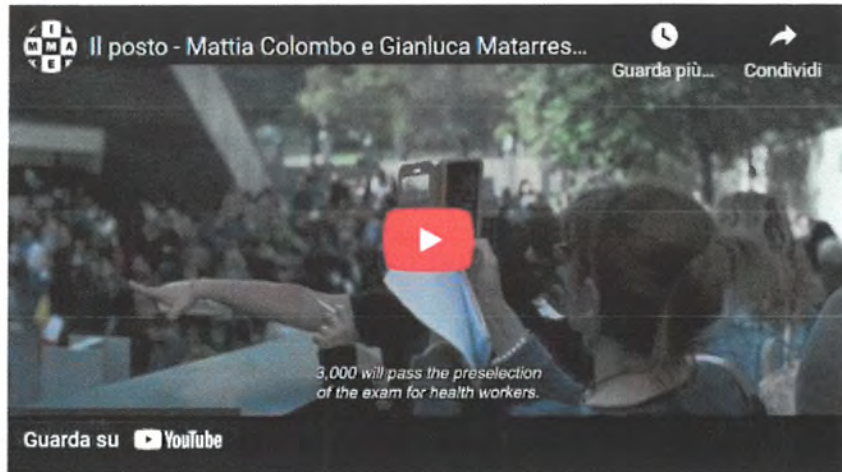 IMMAE
Il posto - Mattia Colombo e Gianluca Matarres...
Guarda più...
Condividi
3,000 will pass the preselection
of the exam for health workers.
Guarda su YouTube